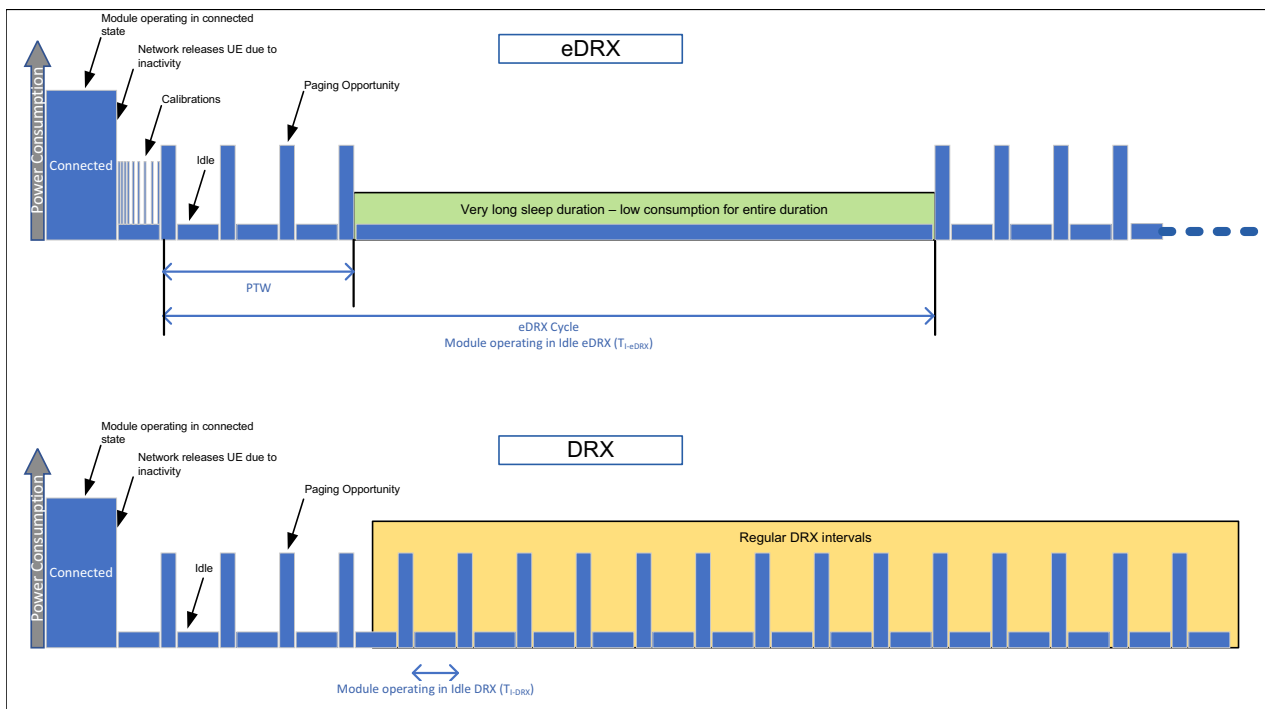 Module operating in connected
state
eDRX
Network releases UE due to
inactivity
Calibrations
Paging Opportunity
Power Consumption
Connected
Idle
Very long sleep duration – low consumption for entire duration
PTW
eDRX Cycle
Module operating in Idle eDRX (TI-eDRX)
Module operating in connected
state
DRX
Network releases UE due to
inactivity
Paging Opportunity
Power Consumption
Connected
Idle
Regular DRX intervals
Module operating in Idle DRX (TI-DRX)